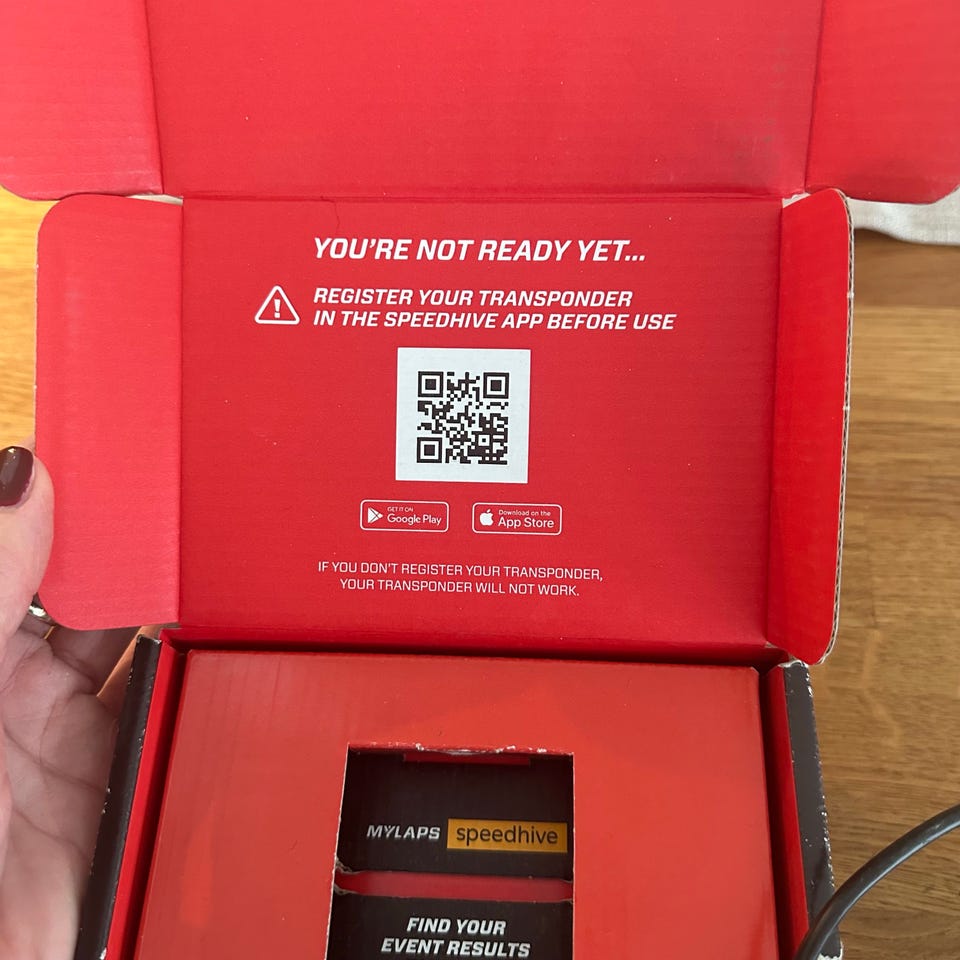 YOU'RE NOT READY YET...
REGISTER YOUR TRANSPONDER
IN THE SPEEDHIVE APP BEFORE USE
GET IT ON
Google Play
Download on the
App Store
IF YOU DON'T REGISTER YOUR TRANSPONDER,
YOUR TRANSPONDER WILL NOT WORK.
MYLAPS speedhive
FIND YOUR
EVENT RESULTS